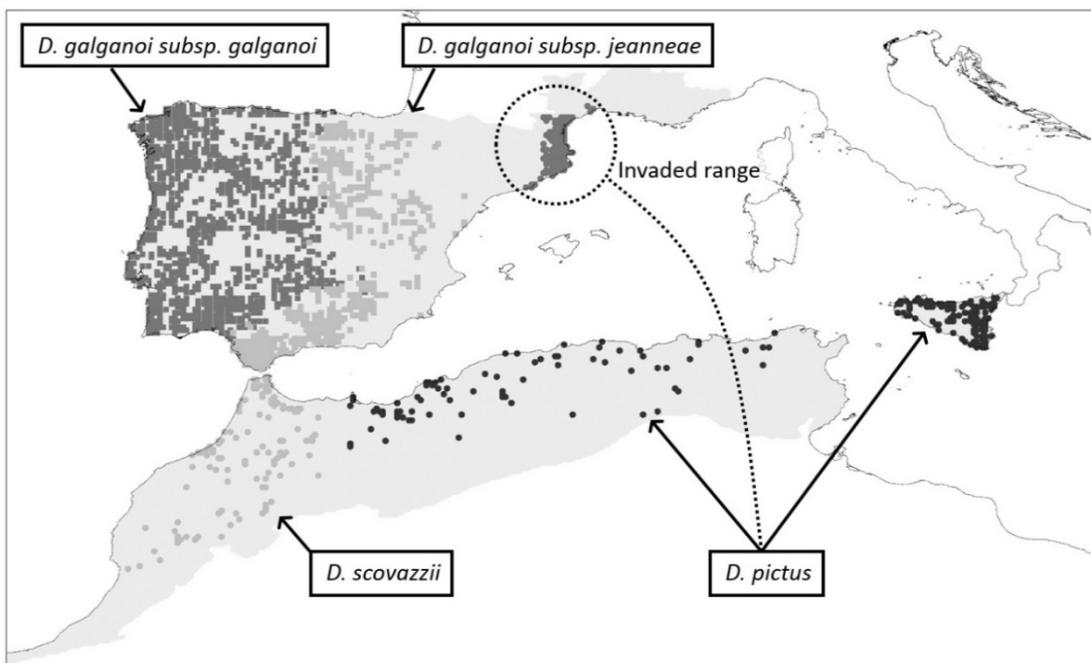 D. galganoi subsp. galganoi
D. galganoi subsp. jeanneae
Invaded range
D. scovazzii
D. pictus